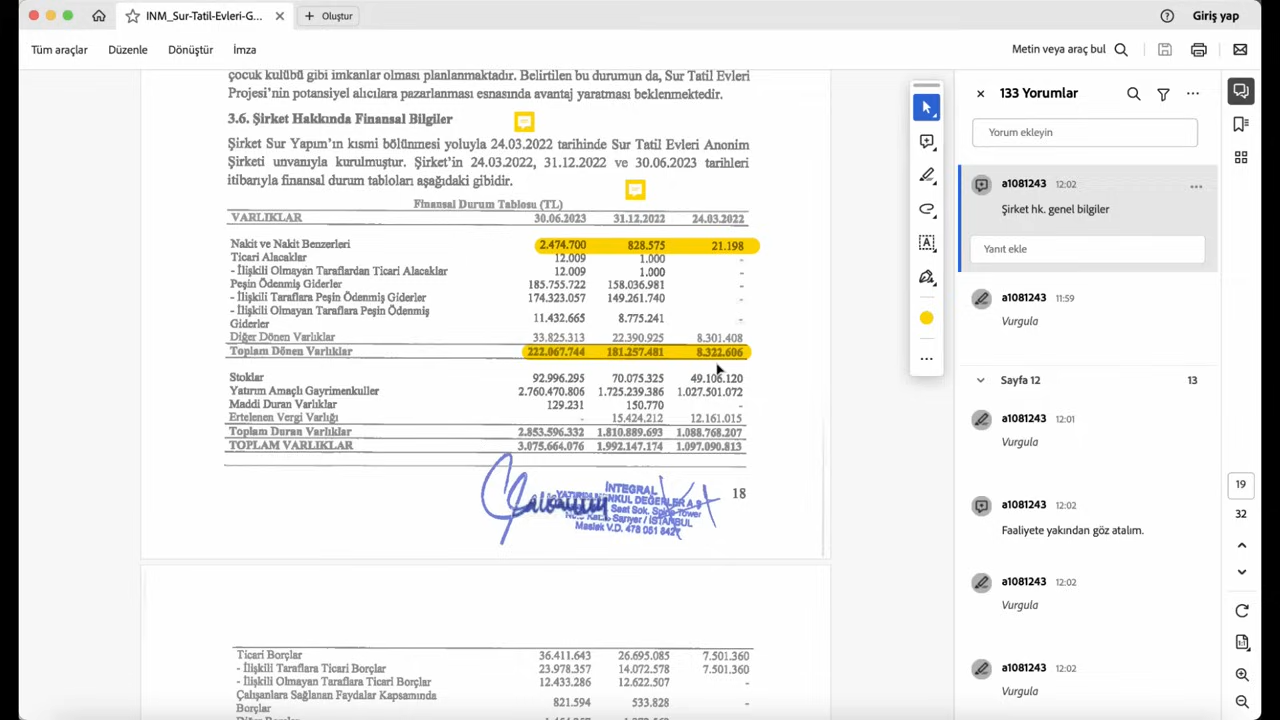 INM_Sur-Tatil-Evleri-G...
Oluştur
Giriş yap
Tüm araçlar
Düzenle
Dönüştür
İmza
Metin veya araç bul
çocuk kulübü gibi imkanlar olması planlanmaktadır. Belirtilen bu durumun da, Sur Tatil Evleri
Projesi'nin potansiyel alıcılara pazarlanması esnasında avantaj yaratması beklenmektedir.
3.6. Şirket Hakkında Finansal Bilgiler
Şirket Sur Yapım'ın kısmi bölünmesi yoluyla 24.03.2022 tarihinde Sur Tatil Evleri Anonim
Şirketi unvanıyla kurulmuştur. Şirket'in 24.03.2022, 31.12.2022 ve 30.06.2023 tarihleri
itibarıyla finansal durum tabloları aşağıdaki gibidir.
Finansal Durum Tablosu (TL)
VARLIKLAR 30.06.2023 31.12.2022 24.03.2022
Nakit ve Nakit Benzerleri 2.474.700 828.575 21.198
Ticari Alacaklar 12.009 1.000 -
- İlişkili Olmayan Taraflardan Ticari Alacaklar 12.009 1.000 -
Peşin Ödenmiş Giderler 185.755.722 158.036.981 -
- İlişkili Taraflara Peşin Ödenmiş Giderler 174.323.057 149.261.740 -
- İlişkili Olmayan Taraflara Peşin Ödenmiş
Giderler 11.432.665 8.775.241 -
Diğer Dönen Varlıklar 33.825.313 22.390.925 8.301.408
Toplam Dönen Varlıklar 222.067.744 181.257.481 8.322.606
Stoklar 92.996.295 70.075.325 49.106.120
Yatırım Amaçlı Gayrimenkuller 2.760.470.806 1.725.239.386 1.027.501.072
Maddi Duran Varlıklar 129.231 150.770 -
Ertelenen Vergi Varlığı - 15.424.212 12.161.015
Toplam Duran Varlıklar 2.853.596.332 1.810.889.693 1.088.768.207
TOPLAM VARLIKLAR 3.075.664.076 1.992.147.174 1.097.090.813
18
İNTEGRAL
YATIRIM MENKUL DEĞERLER A.Ş
Saat Sok. Spine Tower
Sarıyer / İSTANBUL
Maslak V.D. 478 051 8427
Ticari Borçlar 36.411.643 26.695.085 7.501.360
- İlişkili Taraflara Ticari Borçlar 23.978.357 14.072.578 7.501.360
- İlişkili Olmayan Taraflara Ticari Borçlar 12.433.286 12.622.507 -
Çalışanlara Sağlanan Faydalar Kapsamında
Borçlar 821.594 533.828 -
133 Yorumlar
Yorum ekleyin
a1081243 12:02
Şirket hk. genel bilgiler
Yanıt ekle
a1081243 11:59
Vurgula
Sayfa 12 13
a1081243 12:01
Vurgula
a1081243 12:02
Faaliyete yakından göz atalım.
a1081243 12:02
Vurgula
a1081243 12:02
Vurgula
19
32